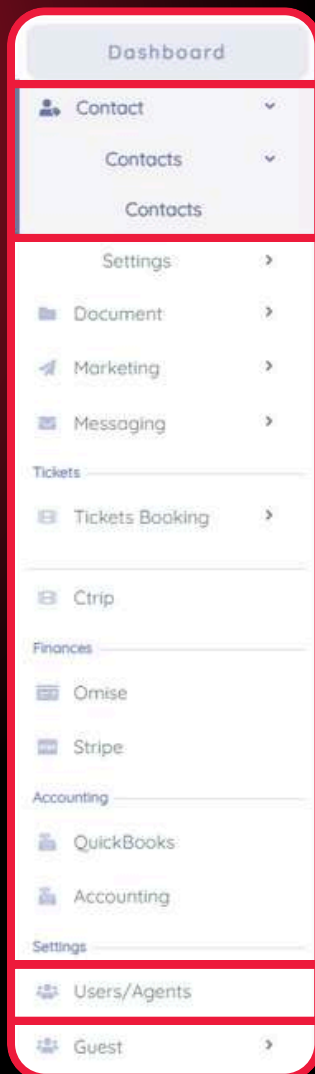 Dashboard
Contact
Contacts
Contacts
Settings
Document
Marketing
Messaging
Tickets
Tickets Booking
Ctrip
Finances
Omise
Stripe
Accounting
QuickBooks
Accounting
Settings
Users/Agents
Guest